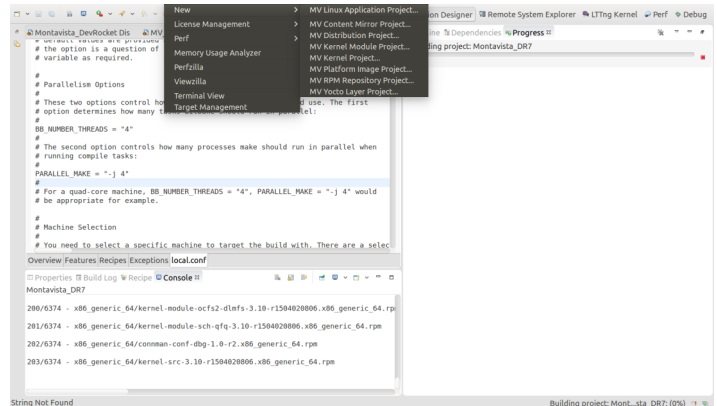 New
License Management
Perf
Memory Usage Analyzer
Perfzilla
Viewzilla
Terminal View
Target Management
MV Linux Application Project...
MV Content Mirror Project...
MV Distribution Project...
MV Kernel Module Project...
MV Kernel Project...
MV Platform Image Project...
MV RPM Repository Project...
MV Yocto Layer Project...
Designer Remote System Explorer LTTng Kernel Perf Debug
Montavista_DevRocket Dis MV_
Dependencies Progress
ding project: Montavista_DR7
# default values are provided
# the option is a question of
# variable as required.
#
# Parallelism Options
#
# These two options control ho d use. The first
# option determines how many
#
BB_NUMBER_THREADS = "4"
#
# The second option controls how many processes make should run in parallel when
# running compile tasks:
#
PARALLEL_MAKE = "-j 4"
#
# For a quad-core machine, BB_NUMBER_THREADS = "4", PARALLEL_MAKE = "-j 4" would
# be appropriate for example.
#
# Machine Selection
#
# You need to select a specific machine to target the build with. There are a selec
Overview Features Recipes Exceptions local.conf
Properties Build Log Recipe Console
Montavista_DR7
200/6374 - x86_generic_64/kernel-module-ocfs2-dlmfs-3.10-r1504020806.x86_generic_64.rp
201/6374 - x86_generic_64/kernel-module-sch-qfq-3.10-r1504020806.x86_generic_64.rpm
202/6374 - x86_generic_64/connman-conf-dbg-1.0-r2.x86_generic_64.rpm
203/6374 - x86_generic_64/kernel-src-3.10-r1504020806.x86_generic_64.rpm
String Not Found
Building project: Mont...sta_DR7: (0%)